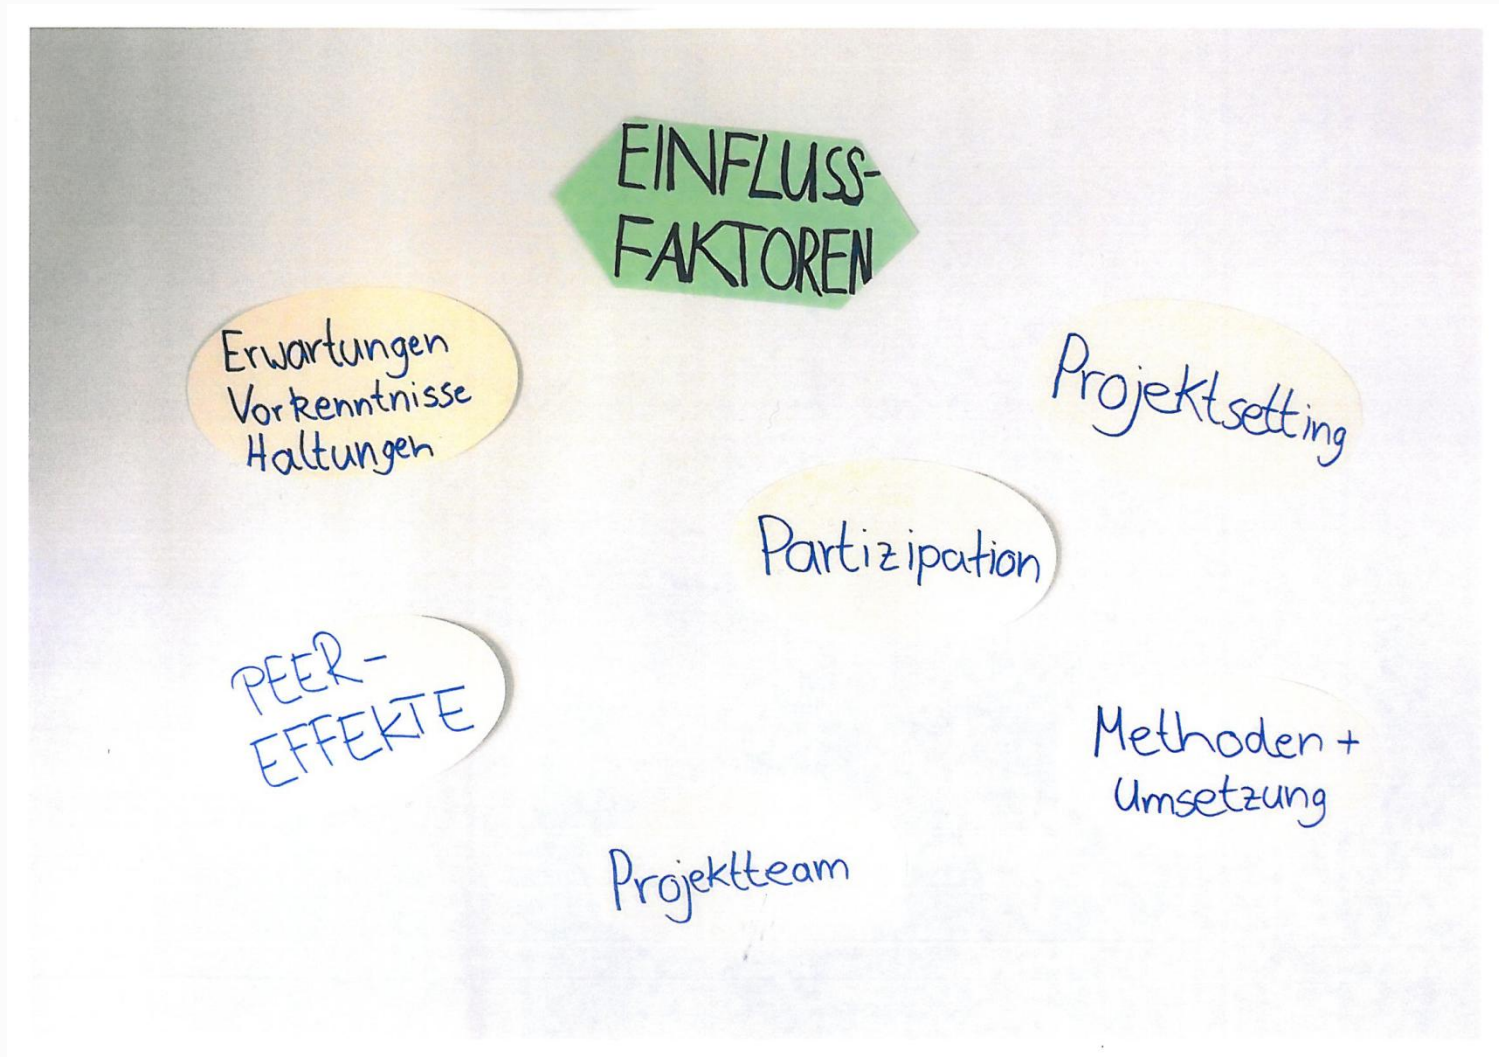 EINFLUSS-
FAKTOREN
Erwartungen
Vorkenntnisse
Haltungen
Projektsetting
Partizipation
PEER-
EFFEKTE
Methoden +
Umsetzung
Projektteam